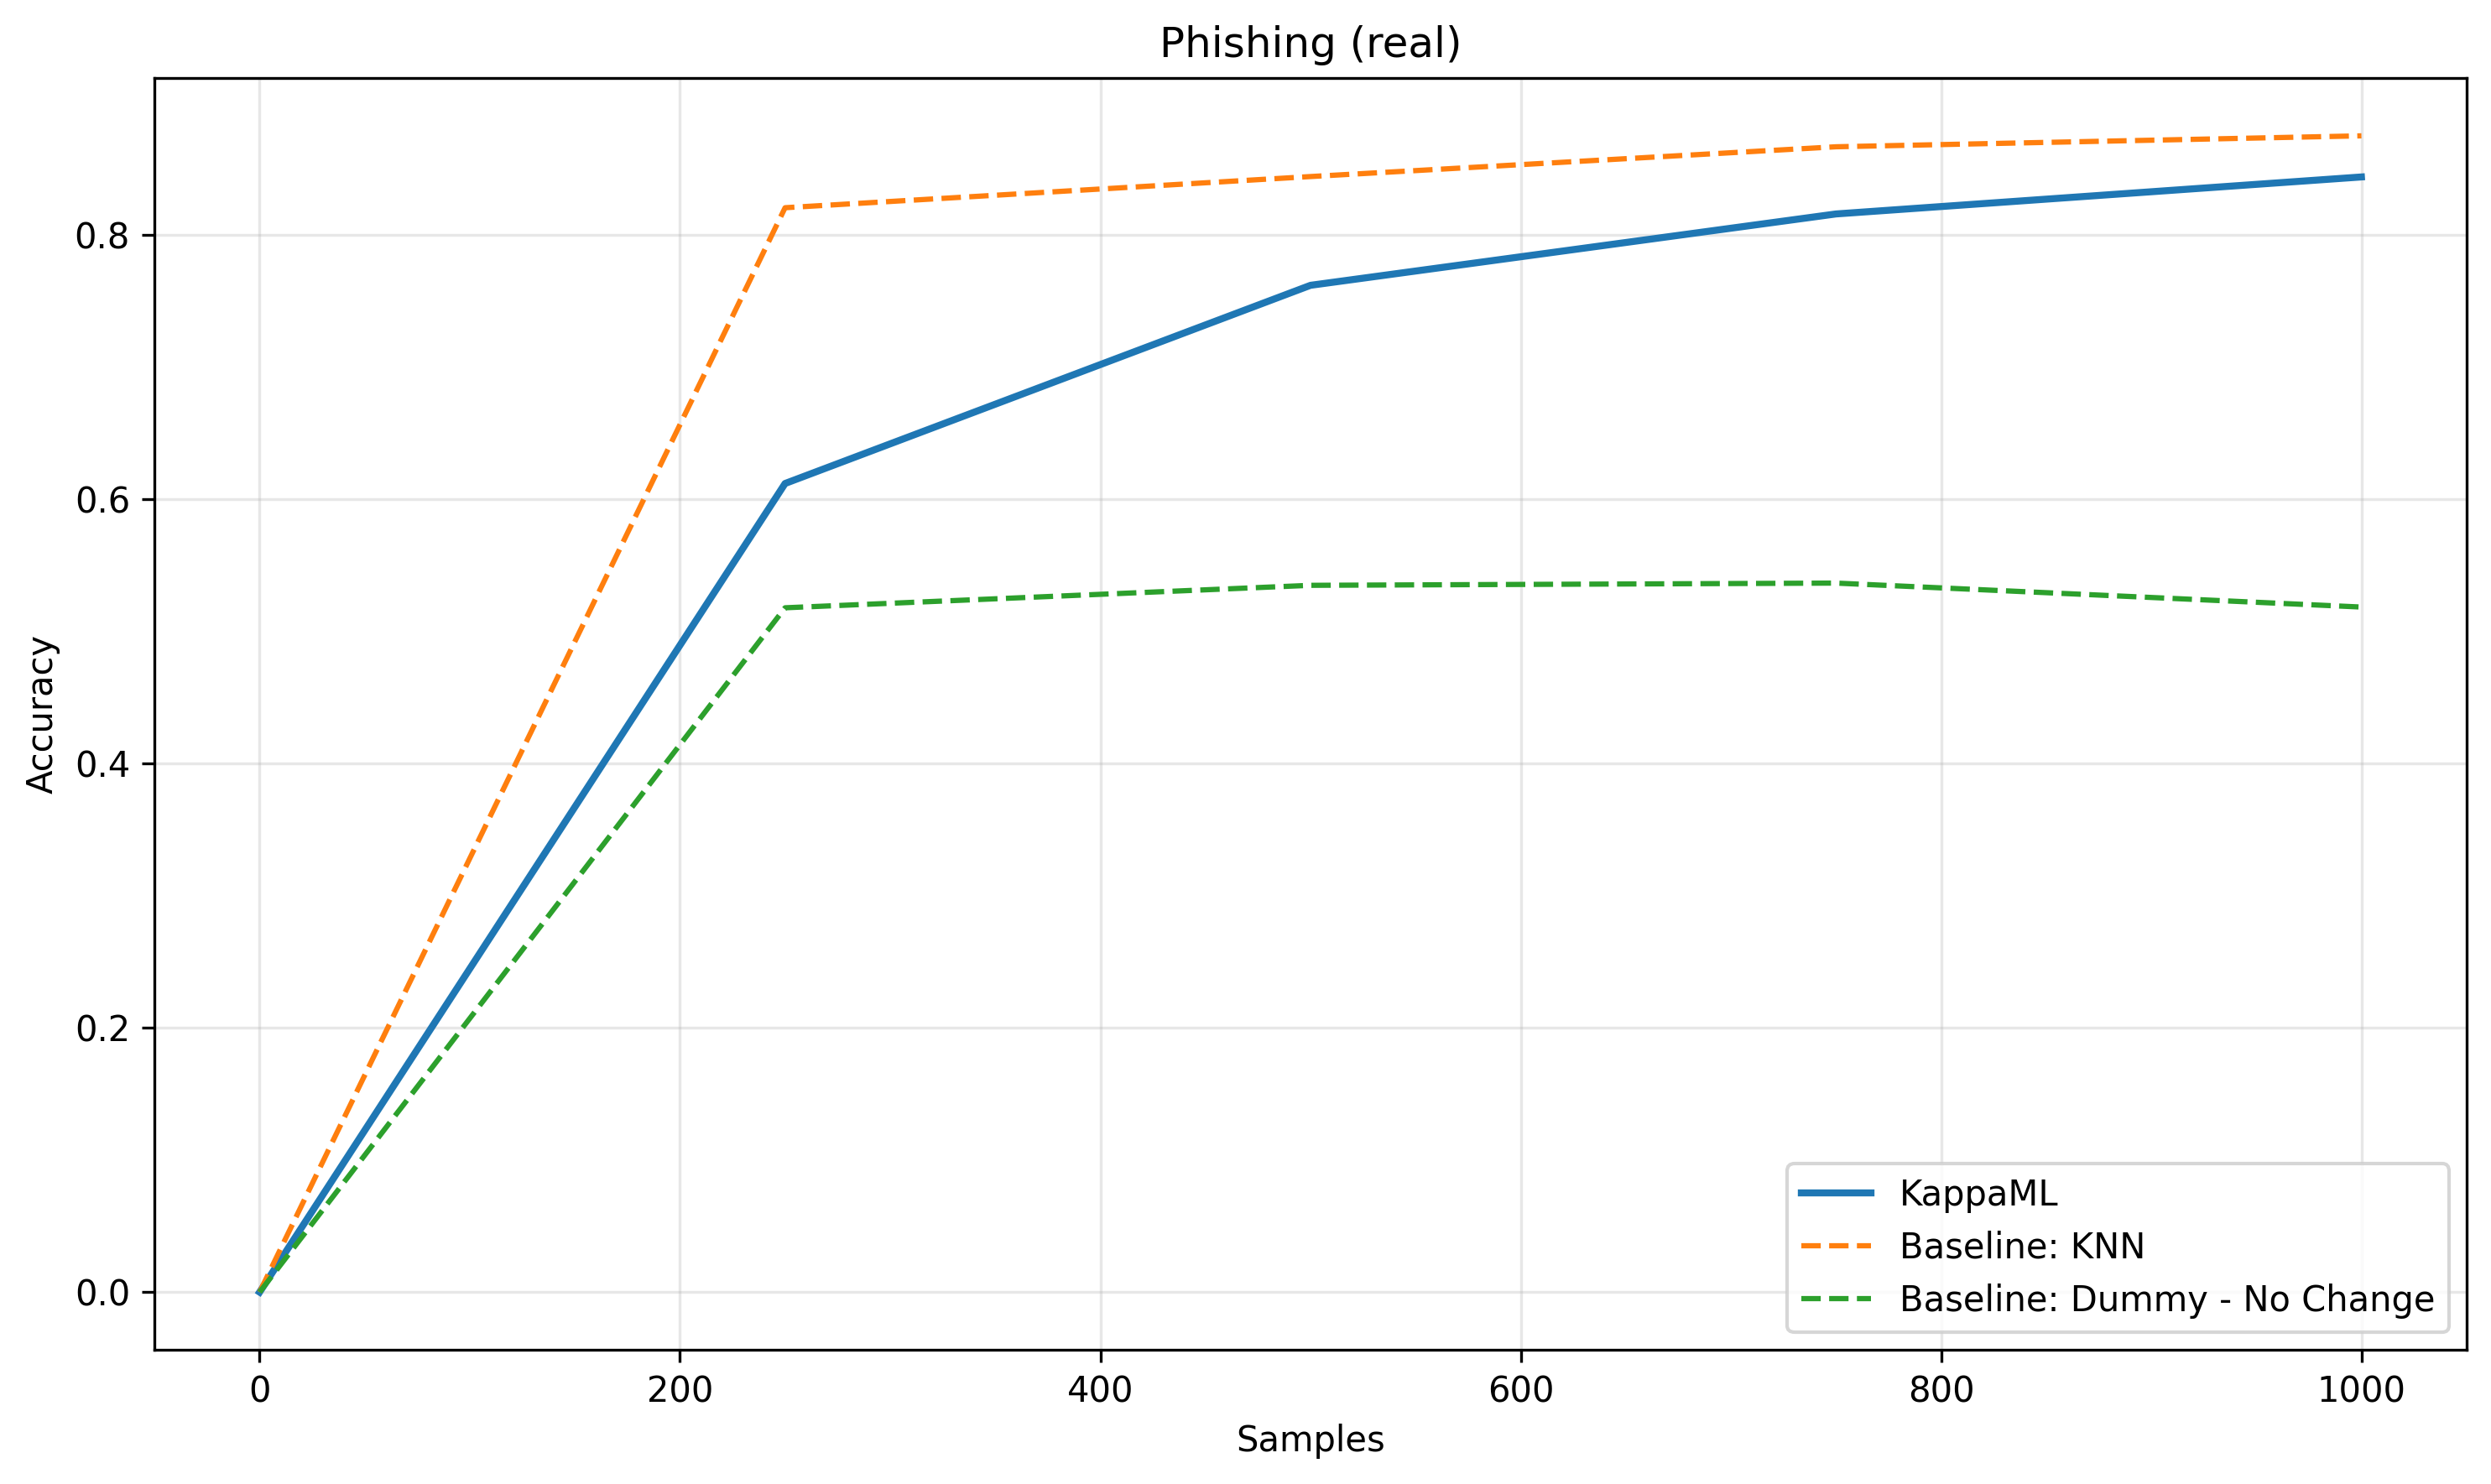 Phishing (real)
Accuracy
0.8
0.6
0.4
0.2
0.0
0 200 400 600 800 1000
Samples
KappaML
Baseline: KNN
Baseline: Dummy - No Change